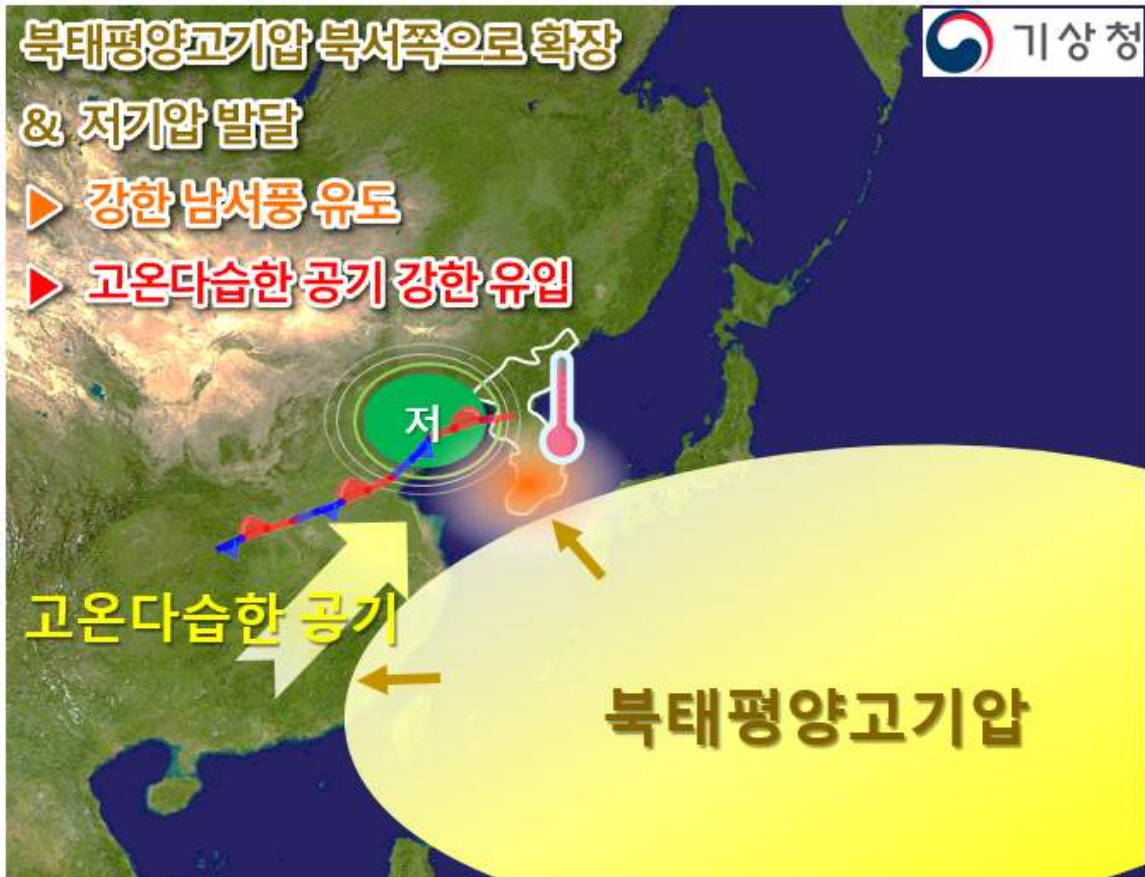 북태평양고기압 북서쪽으로 확장
& 저기압 발달
▶ 강한 남서풍 유도
▶ 고온다습한 공기 강한 유입
기상청
저
고온다습한 공기
북태평양고기압